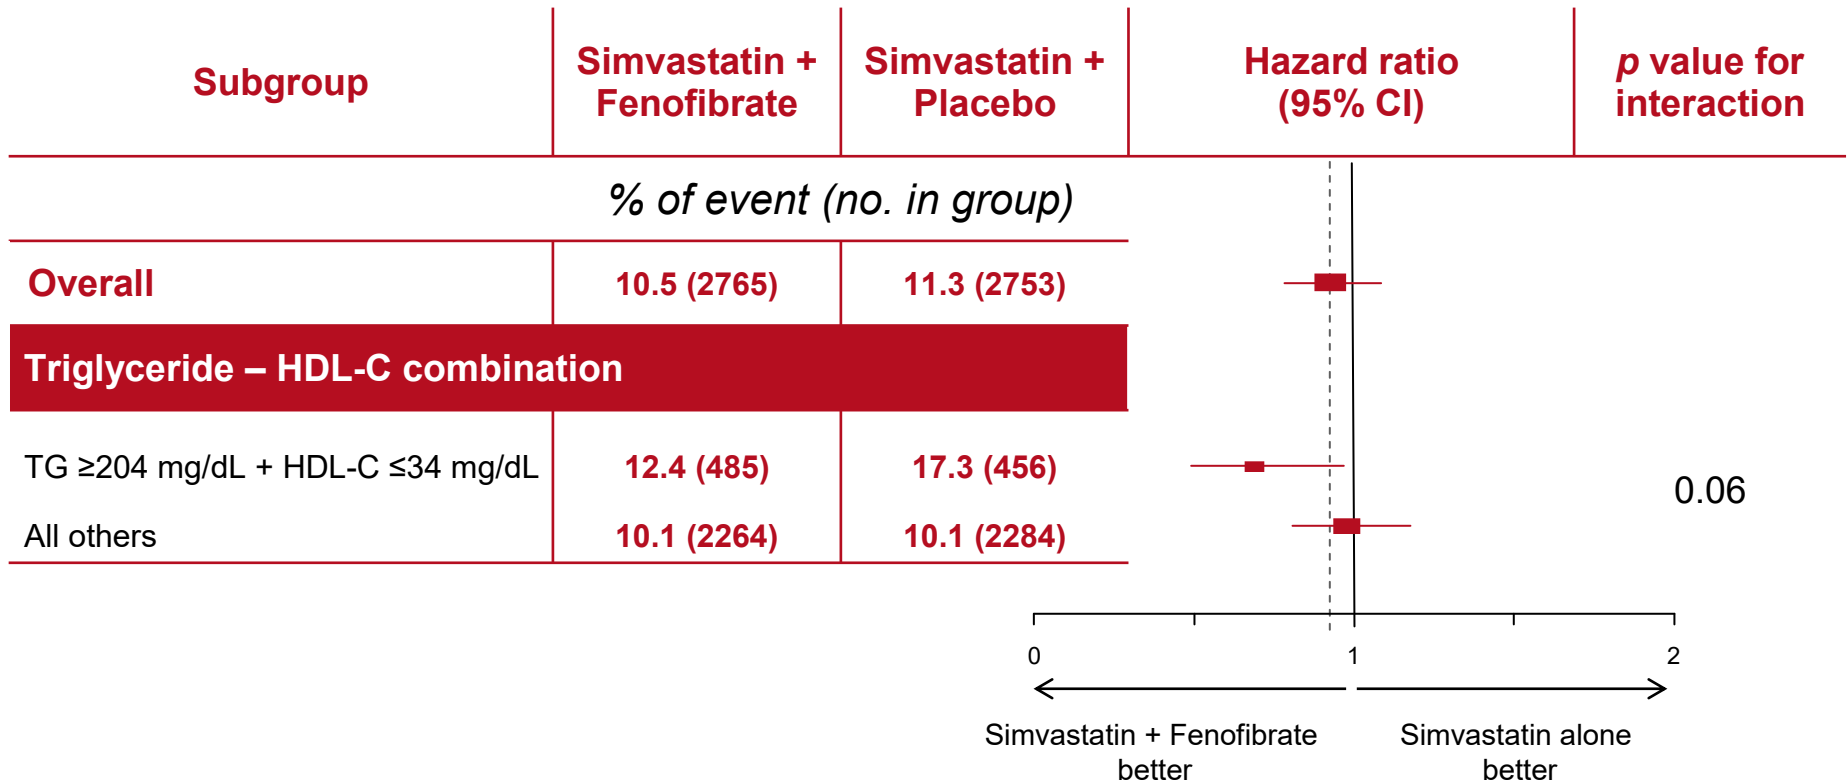 Subgroup
Simvastatin +
Fenofibrate
Simvastatin +
Placebo
Hazard ratio
(95% CI)
p value for
interaction
% of event (no. in group)
Overall
10.5 (2765)
11.3 (2753)
Triglyceride – HDL-C combination
TG ≥204 mg/dL + HDL-C ≤34 mg/dL
12.4 (485)
17.3 (456)
0.06
All others
10.1 (2264)
10.1 (2284)
0
1
2
Simvastatin + Fenofibrate
better
Simvastatin alone
better